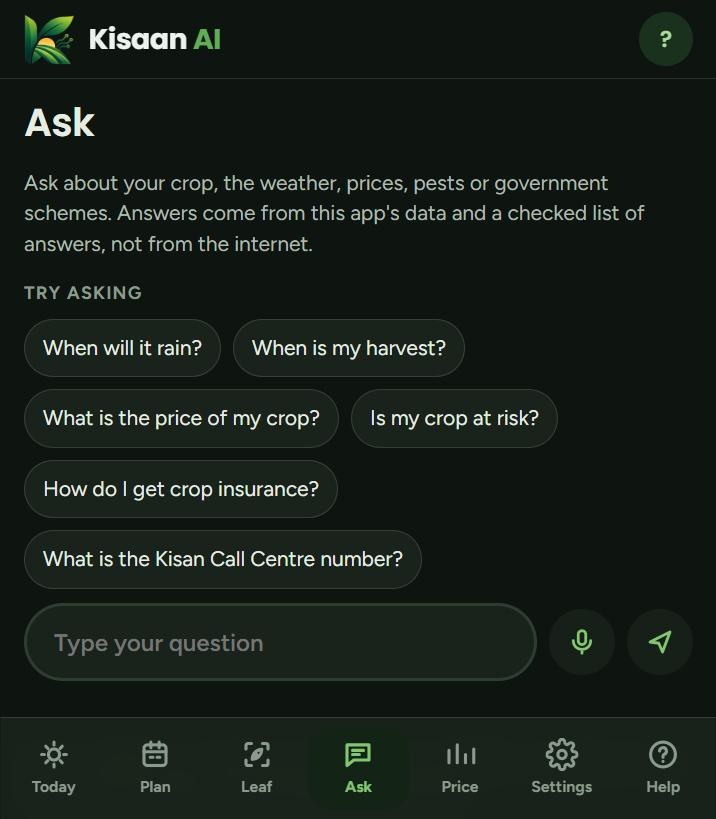 Kisaan AI
?
Ask
Ask about your crop, the weather, prices, pests or government
schemes. Answers come from this app's data and a checked list of
answers, not from the internet.
TRY ASKING
When will it rain?
When is my harvest?
What is the price of my crop?
Is my crop at risk?
How do I get crop insurance?
What is the Kisan Call Centre number?
Type your question
Today
Plan
Leaf
Ask
Price
Settings
Help